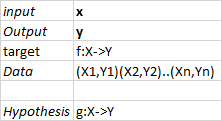 input x
Output y
target f:X->Y
Data (X1,Y1)(X2,Y2)..(Xn,Yn)
Hypothesis g:X->Y